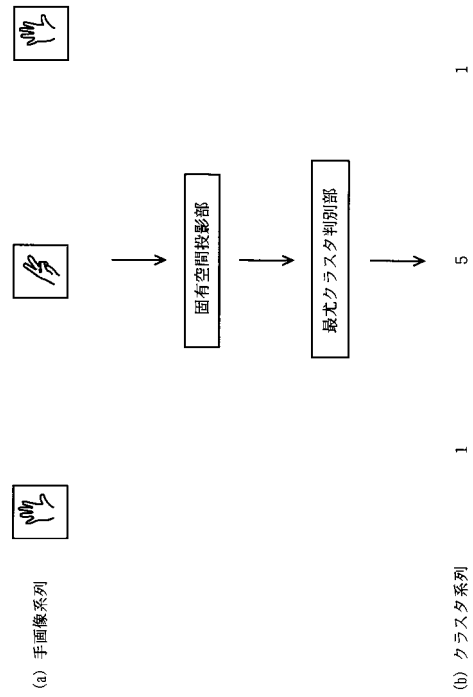 (a) 手画像系列
固有空間投影部
最尤クラスタ判別部
(b) クラスタ系列
1
5
1